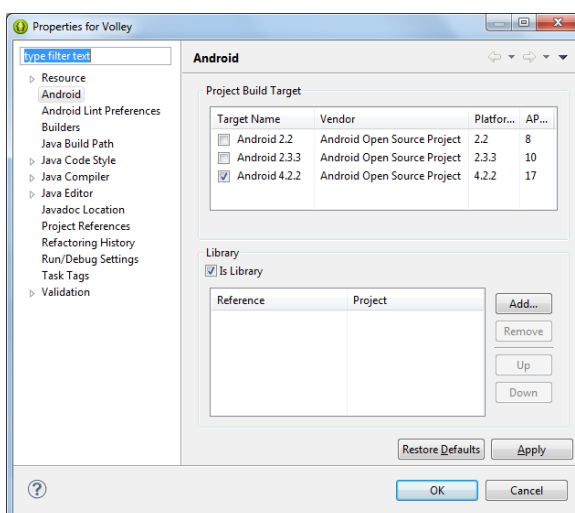 Properties for Volley
type filter text
Resource
Android
Android Lint Preferences
Builders
Java Build Path
Java Code Style
Java Compiler
Java Editor
Javadoc Location
Project References
Refactoring History
Run/Debug Settings
Task Tags
Validation
Android
Project Build Target
Target Name Vendor Platfor... AP...
Android 2.2 Android Open Source Project 2.2 8
Android 2.3.3 Android Open Source Project 2.3.3 10
Android 4.2.2 Android Open Source Project 4.2.2 17
Library
Is Library
Reference Project
Add...
Remove
Up
Down
Restore Defaults Apply
? OK Cancel